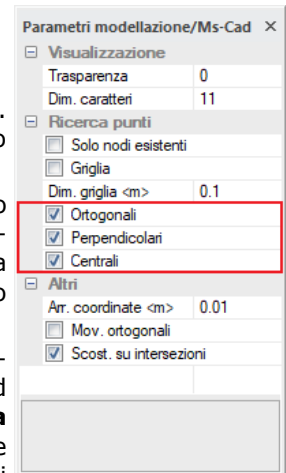 Parametri modellazione/Ms-Cad
Visualizzazione
Trasparenza 0
Dim. caratteri 11
Ricerca punti
Solo nodi esistenti
Griglia
Dim. griglia <m> 0.1
Ortogonali
Perpendicolari
Centrali
Altri
Arr. coordinate <m> 0.01
Mov. ortogonali
Scost. su intersezioni